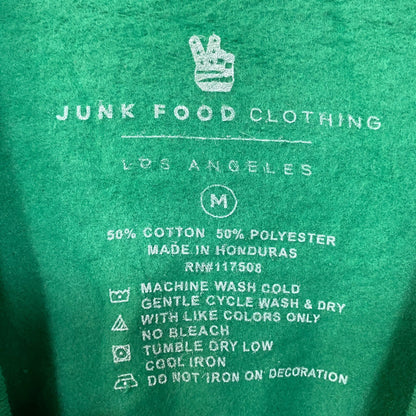 JUNK FOOD CLOTHING
LOS ANGELES
M
50% COTTON 50% POLYESTER
MADE IN HONDURAS
RN#117508
MACHINE WASH COLD
GENTLE CYCLE WASH & DRY
WITH LIKE COLORS ONLY
NO BLEACH
TUMBLE DRY LOW
COOL IRON
DO NOT IRON ON DECORATION